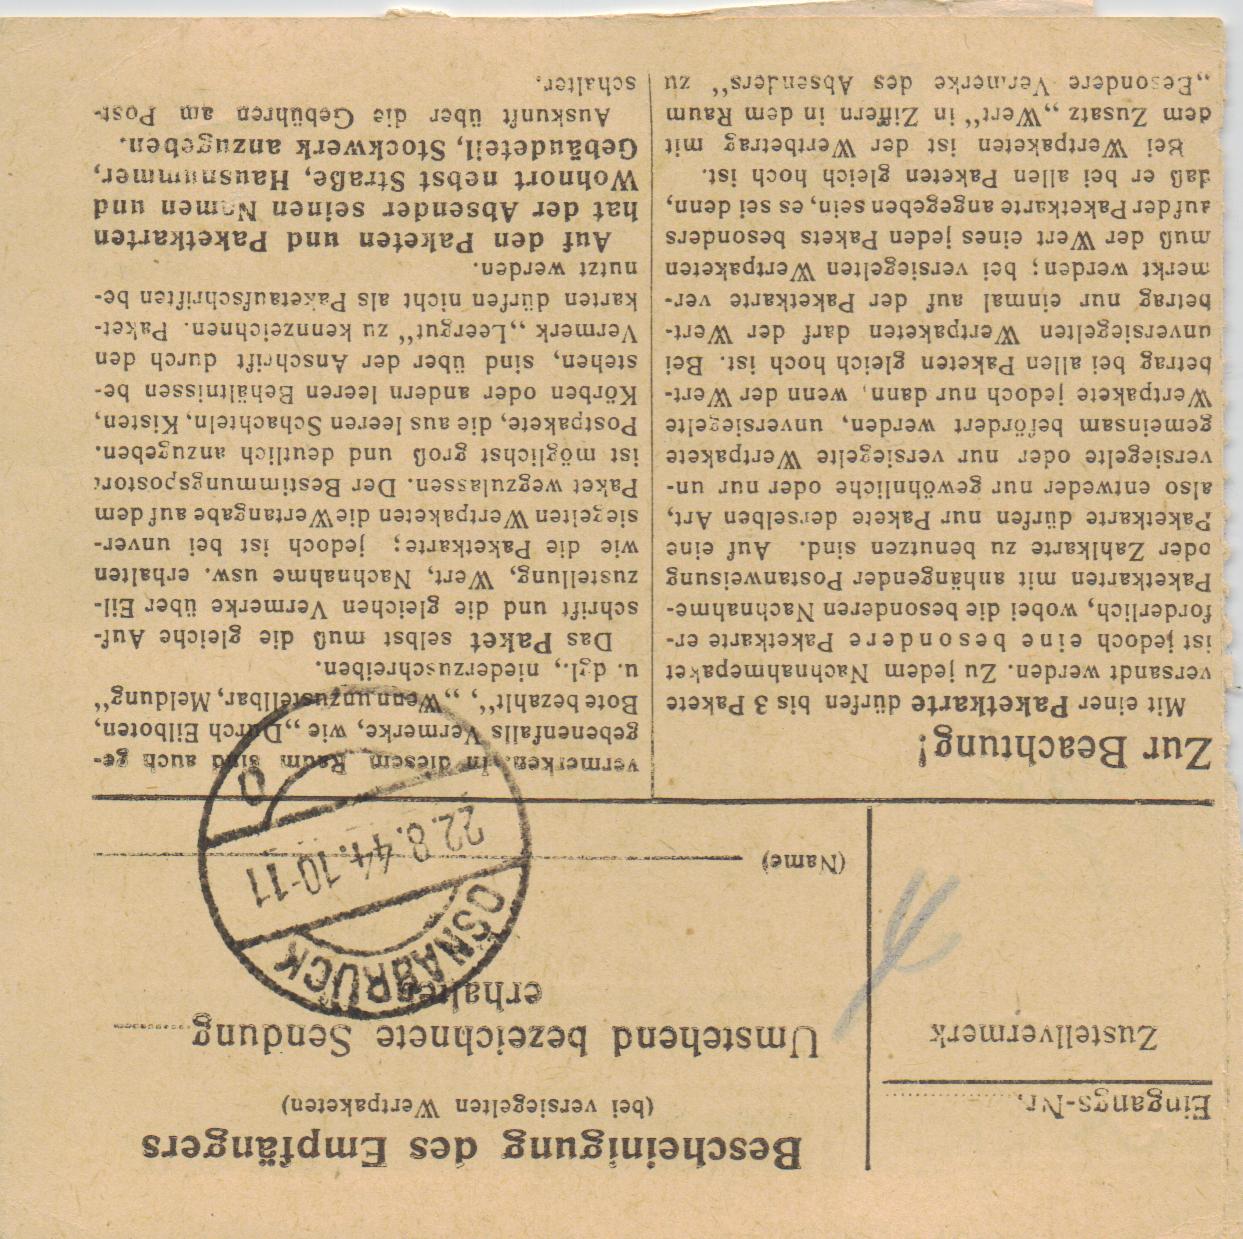 Eingangs-Nr.
Zustellvermerk
Bescheinigung des Empfängers
(bei versiegelten Wertpaketen)
Umstehend bezeichnete Sendung
erhalten
(Name)
OSNABRÜCK
22.8.44.10-11
Zur Beachtung!
Mit einer Paketkarte dürfen bis 3 Pakete
versandt werden. Zu jedem Nachnahmepaket
ist jedoch eine besondere Paketkarte er-
forderlich, wobei die besonderen Nachnahme-
Paketkarten mit anhängender Postanweisung
oder Zahlkarte zu benutzen sind. Auf eine
Paketkarte dürfen nur Pakete derselben Art,
also entweder nur gewöhnliche oder nur un-
versiegelte oder nur versiegelte Wertpakete
gemeinsam befördert werden, unversiegelte
Wertpakete jedoch nur dann, wenn der Wert-
betrag bei allen Paketen gleich hoch ist. Bei
unversiegelten Wertpaketen darf der Wert-
betrag nur einmal auf der Paketkarte ver-
merkt werden; bei versiegelten Wertpaketen
muß der Wert eines jeden Pakets besonders
auf der Paketkarte angegeben sein, es sei denn,
daß er bei allen Paketen gleich hoch ist.
Bei Wertpaketen ist der Wertbetrag mit
dem Zusatz „Wert" in Ziffern in dem Raum
„Besondere Vermerke des Absenders" zu
vermerken. In diesem Raum sind auch ge-
gebenenfalls Vermerke, wie „Durch Eilboten,
Bote bezahlt", „Wenn unzustellbar, Meldung"
u. dgl., niederzuschreiben.
Das Paket selbst muß die gleiche Auf-
schrift und die gleichen Vermerke über Eil-
zustellung, Wert, Nachnahme usw. erhalten
wie die Paketkarte; jedoch ist bei unver-
siegelten Wertpaketen die Wertangabe auf dem
Paket wegzulassen. Der Bestimmungspostort
ist möglichst groß und deutlich anzugeben.
Postpakete, die aus leeren Schachteln, Kisten,
Körben oder andern leeren Behältnissen be-
stehen, sind über der Anschrift durch den
Vermerk „Leergut" zu kennzeichnen. Paket-
karten dürfen nicht als Paketaufschriften be-
nutzt werden.
Auf den Paketen und Paketkarten
hat der Absender seinen Namen und
Wohnort nebst Straße, Hausnummer,
Gebäudeteil, Stockwerk anzugeben.
Auskunft über die Gebühren am Post-
schalter.